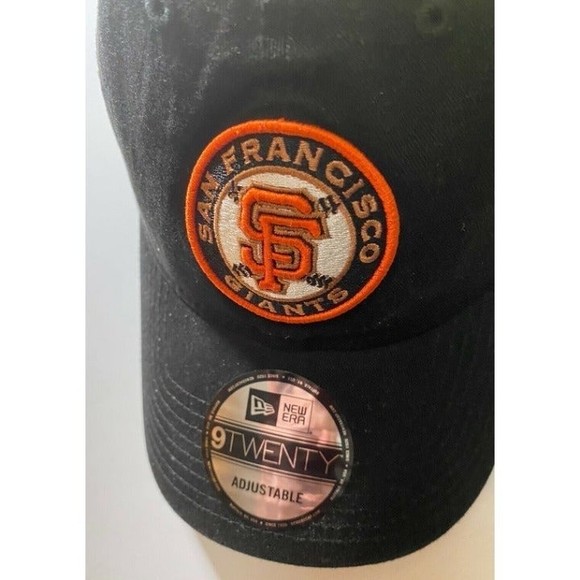 SAN FRANCISCO
SF
GIANTS
NEW ERA
9TWENTY
ADJUSTABLE